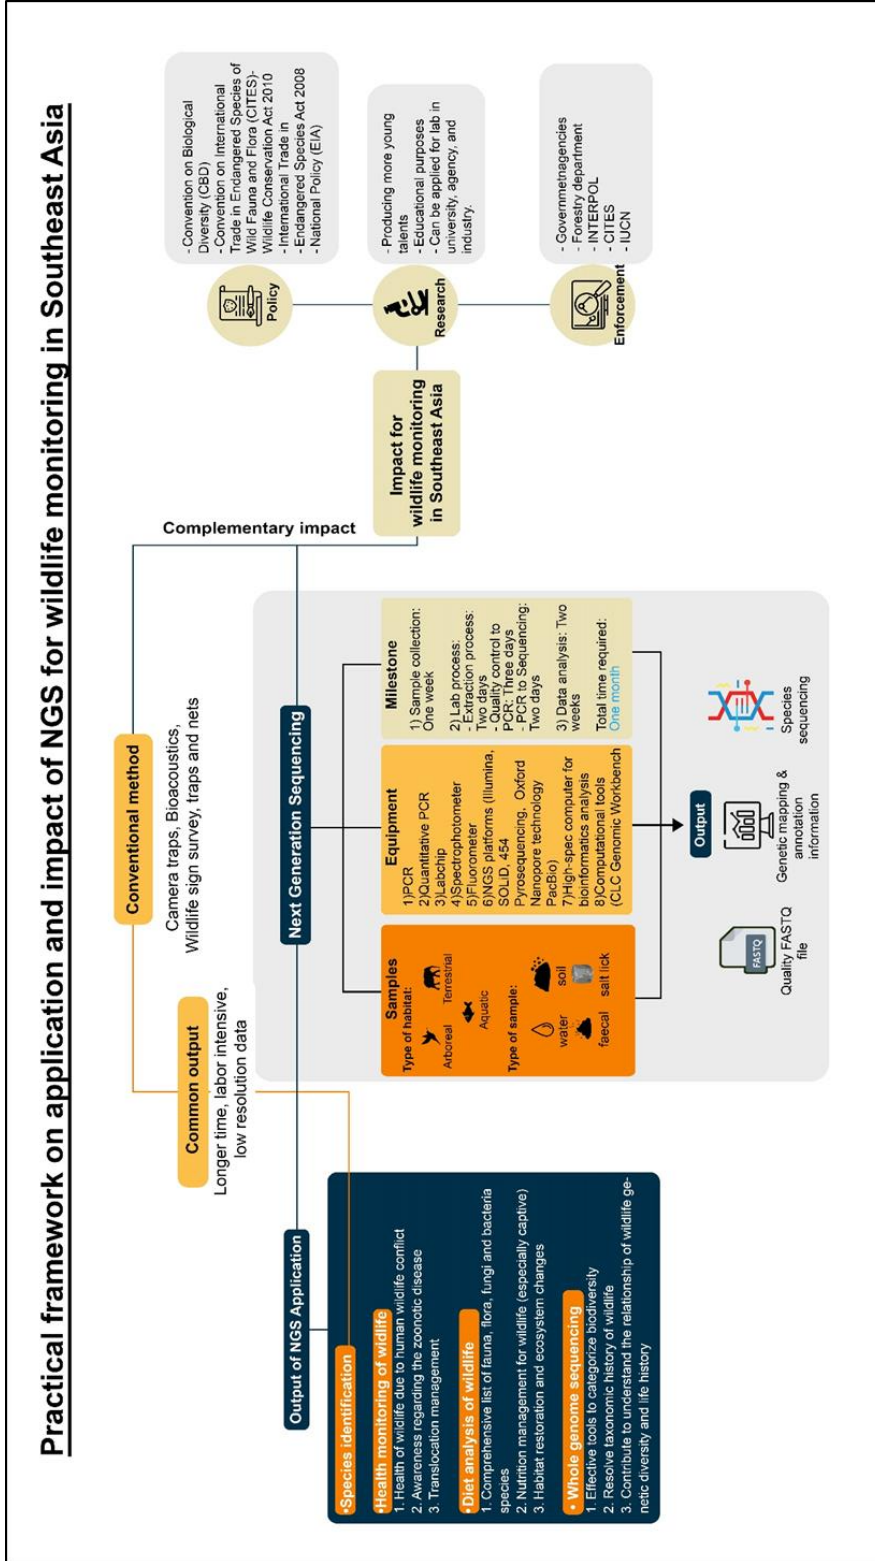 Practical framework on application and impact of NGS for wildlife monitoring in Southeast Asia
Conventional method
Camera traps, Bioacoustics,
Wildlife sign survey, traps and nets
Common output
Longer time, labor intensive,
low resolution data
Complementary impact
Output of NGS Application
•Species identification
•Health monitoring of widlife
1. Health of wildlife due to human wildlife conflict
2. Awareness regarding the zoonotic disease
3. Translocation management
•Diet analysis of wildlife
1. Comprehensive list of fauna, flora, fungi and bacteria
species
2. Nutrition management for wildlife (especially captive)
3. Habitat restoration and ecosystem changes
• Whole genome sequencing
1. Effective tools to categorize biodiversity
2. Resolve taxonomic history of wildlife
3. Contribute to understand the relationship of wildlife ge-
netic diversity and life history
Next Generation Sequencing
Samples
Type of habitat:
Arboreal
Terrestrial
Aquatic
Type of sample:
water
soil
faecal
salt lick
Equipment
1)PCR
2)Quantitative PCR
3)Labchip
4)Spectrophotometer
5)Fluorometer
6)NGS platforms (Illumina,
SOLiD, 454
Pyrosequencing, Oxford
Nanopore technology
PacBio)
7)High-spec computer for
bioinformatics analysis
8)Computational tools
(CLC Genomic Workbench
Milestone
1) Sample collection:
One week
2) Lab process:
- Extraction process:
Two days
- Quality control to
PCR: Three days
- PCR to Sequencing:
Two days
3) Data analysis: Two
weeks
Total time required:
One month
Output
FASTQ
Quality FASTQ
file
Genetic mapping &
annotation
information
Species
sequencing
Impact for
wildlife monitoring
in Southeast Asia
Policy
- Convention on Biological
Diversity (CBD)
- Convention on International
Trade in Endangered Species of
Wild Fauna and Flora (CITES)-
Wildlife Conservation Act 2010
- International Trade in
- Endangered Species Act 2008
- National Policy (EIA)
Research
- Producing more young
talents
- Educational purposes
- Can be applied for lab in
university, agency, and
industry.
Enforcement
- Governmetnagencies
- Forestry department
- INTERPOL
- CITES
- IUCN